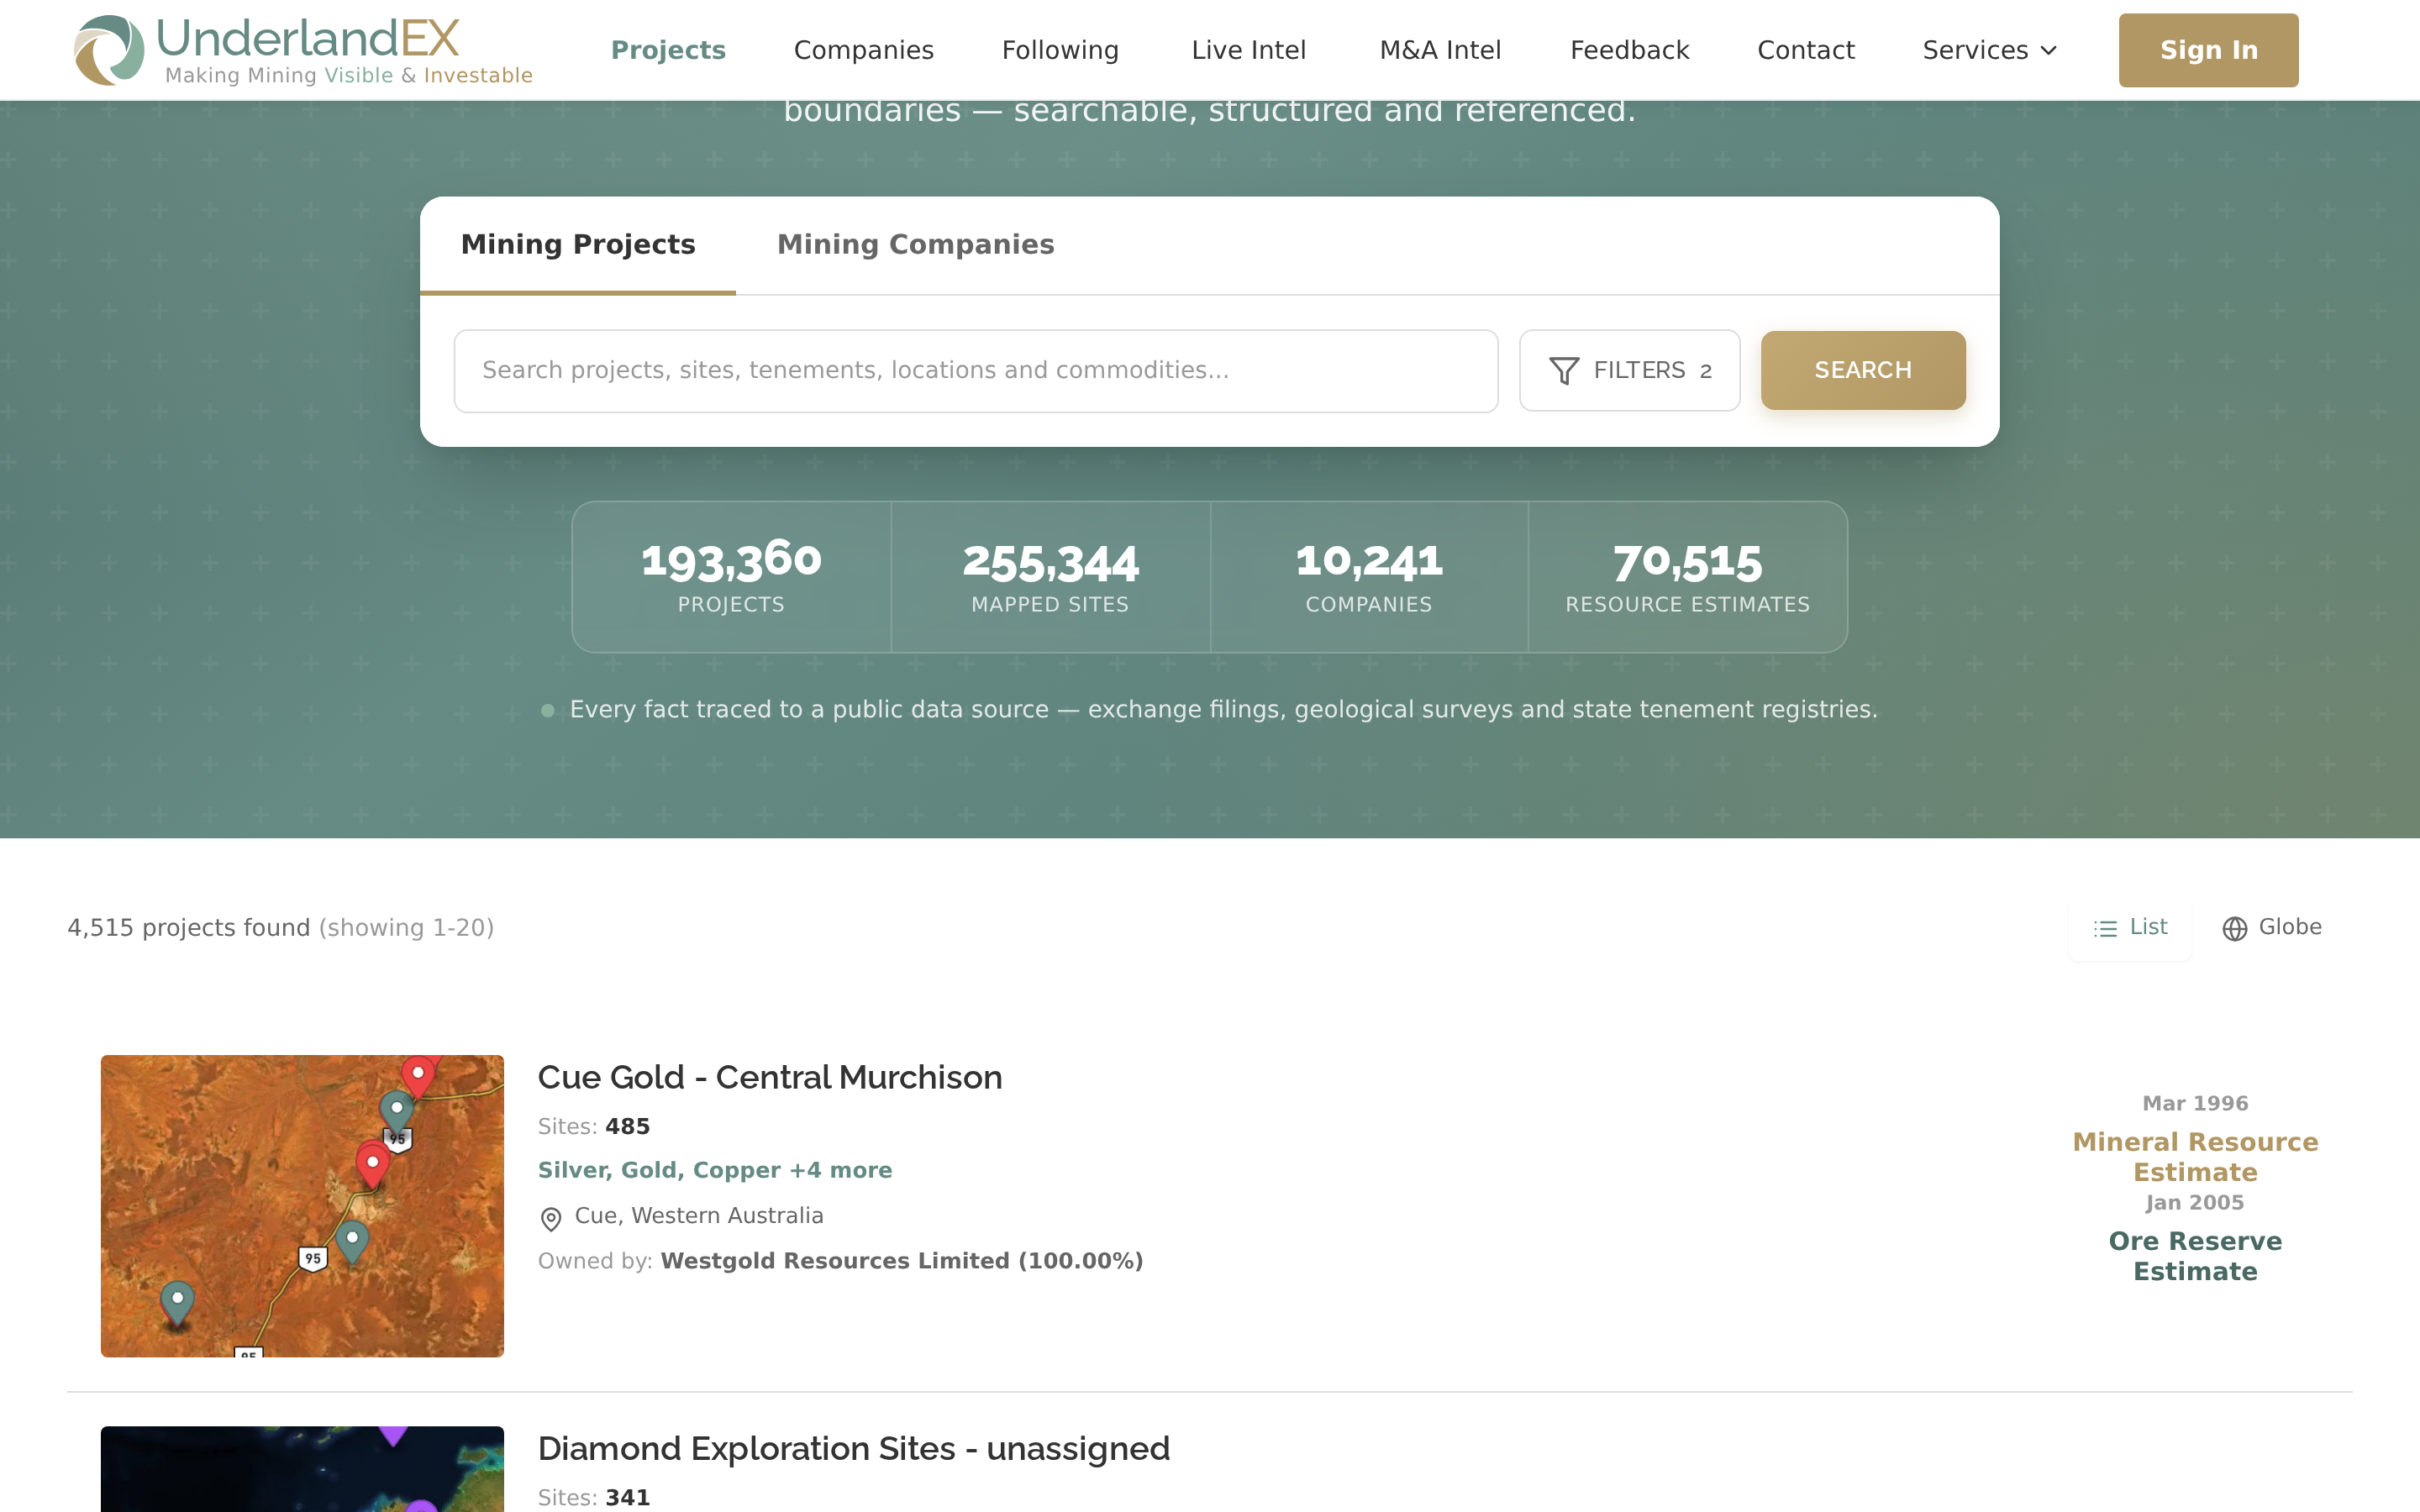 UnderlandEX
Making Mining Visible & Investable
Projects
Companies
Following
Live Intel
M&A Intel
Feedback
Contact
Services
Sign In
boundaries — searchable, structured and referenced.
Mining Projects
Mining Companies
Search projects, sites, tenements, locations and commodities...
FILTERS 2
SEARCH
193,360
PROJECTS
255,344
MAPPED SITES
10,241
COMPANIES
70,515
RESOURCE ESTIMATES
Every fact traced to a public data source — exchange filings, geological surveys and state tenement registries.
4,515 projects found (showing 1-20)
List
Globe
95
95
95
Cue Gold - Central Murchison
Sites: 485
Silver, Gold, Copper +4 more
Cue, Western Australia
Owned by: Westgold Resources Limited (100.00%)
Mar 1996
Mineral Resource
Estimate
Jan 2005
Ore Reserve
Estimate
Diamond Exploration Sites - unassigned
Sites: 341